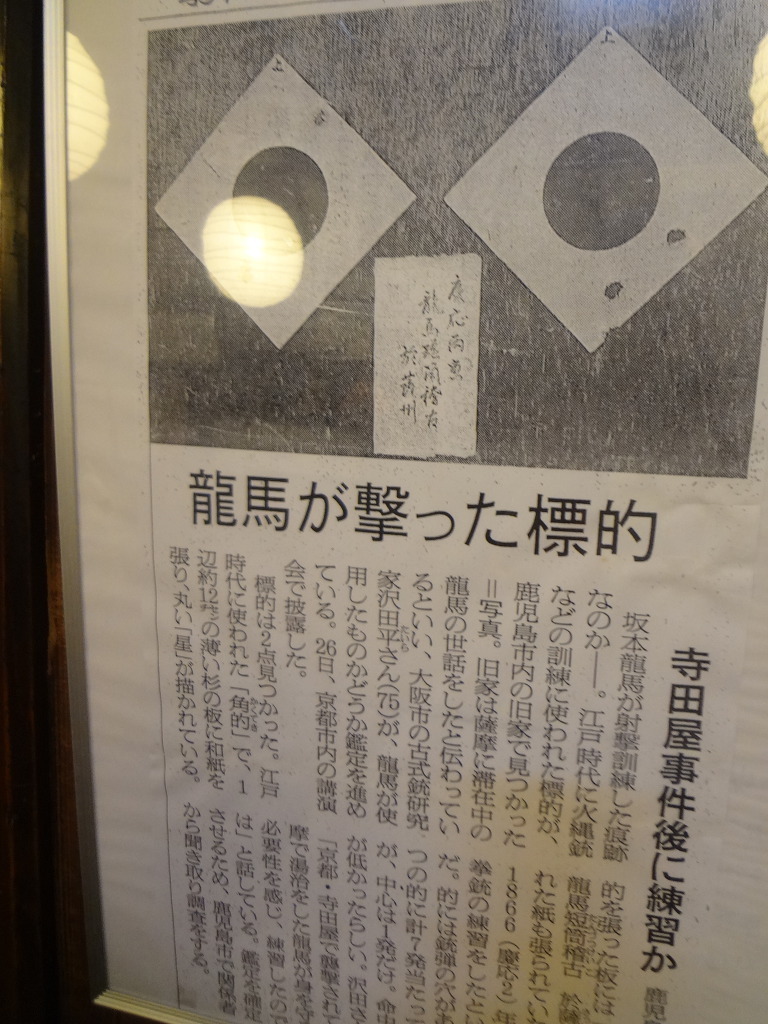 上
上
慶応丙寅
龍馬短筒稽古
於薩州
龍馬が撃った標的
寺田屋事件後に練習か
鹿児
坂本龍馬が射撃訓練した痕跡
なのか――。江戸時代に火縄銃
などの訓練に使われた標的が、
鹿児島市内の旧家で見つかった
＝写真。旧家は薩摩に滞在中の
龍馬の世話をしたと伝わってい
るといい、大阪市の古式銃研究
家沢田平さん(75)が、龍馬が使
用したものかどうか鑑定を進め
ている。26日、京都市内の講演
会で披露した。
標的は2点見つかった。江戸
時代に使われた「角的」で、1
辺約12㌢の薄い杉の板に和紙を
張り、丸い「星」が描かれている。
的を張った板には
龍馬短筒稽古 於薩
れた紙も張られてい
1866（慶応2）年
拳銃の練習をしたとい
だ。的には銃弾の穴があ
つの的に計7発当たって
が、中心は1発だけ。命中
が低かったらしい。沢田さ
「京都・寺田屋で襲撃されて
摩で湯治をした龍馬が身を守
必要性を感じ、練習したので
は」と話している。鑑定を確定
させるため、鹿児島市で関係者
から聞き取り調査をする。